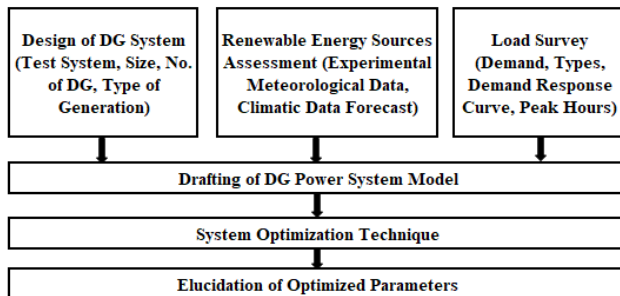 Design of DG System
(Test System, Size, No.
of DG, Type of
Generation)
Renewable Energy Sources
Assessment (Experimental
Meteorological Data,
Climatic Data Forecast)
Load Survey
(Demand, Types,
Demand Response
Curve, Peak Hours)
Drafting of DG Power System Model
System Optimization Technique
Elucidation of Optimized Parameters